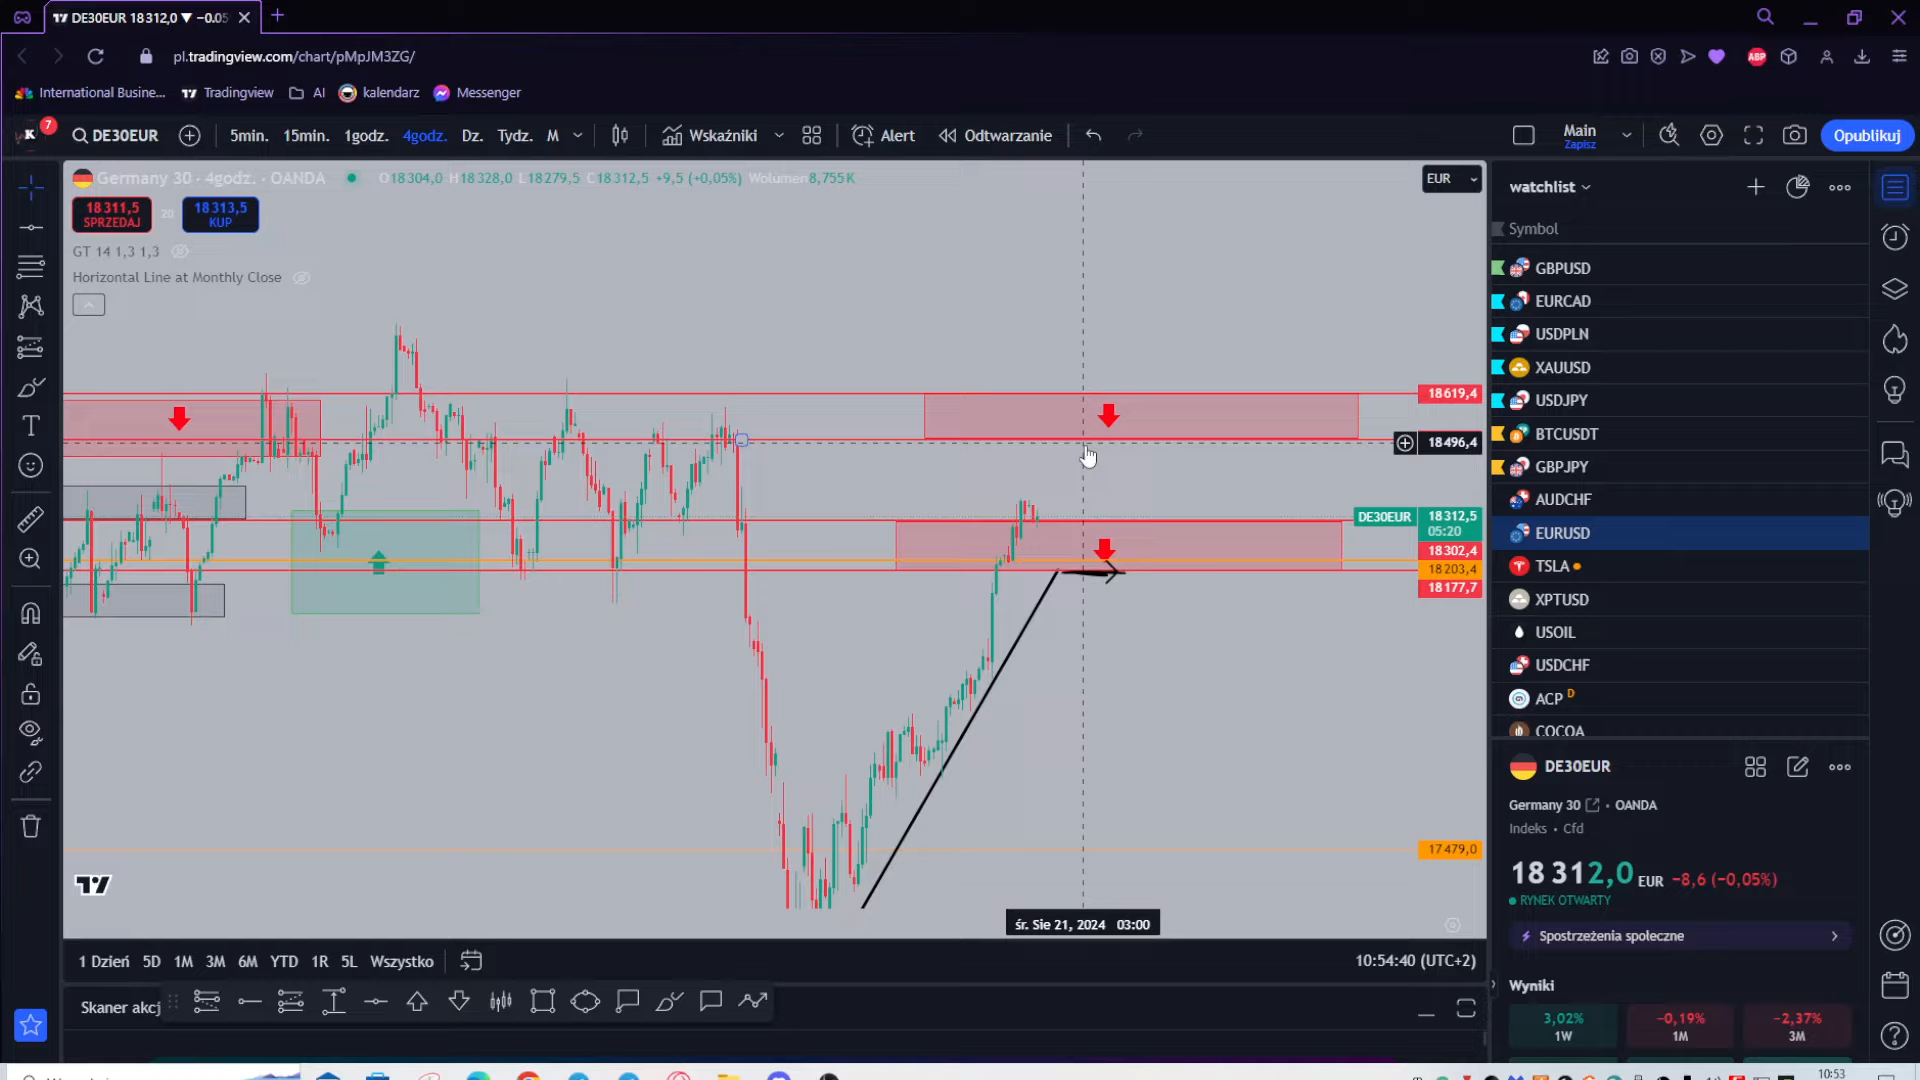 DE30EUR 18 312,0 ▼ −0.05
pl.tradingview.com/chart/pMpJM3ZG/
International Busine...
Tradingview
AI
kalendarz
Messenger
7
DE30EUR
5min. 15min. 1godz. 4godz. Dz. Tydz. M
Wskaźniki
Alert
Odtwarzanie
Main
Zapisz
Opublikuj
Germany 30 · 4godz. · OANDA
O18 304,0 H18 328,0 L18 279,5 C18 312,5 +9,5 (+0,05%) Wolumen 8,755K
EUR
18 311,5
SPRZEDAJ
20
18 313,5
KUP
GT 14 1,3 1,3
Horizontal Line at Monthly Close
18 619,4
18 496,4
DE30EUR
18 312,5
05:20
18 302,4
18 203,4
18 177,7
17 479,0
śr. Sie 21, 2024 03:00
1 Dzień 5D 1M 3M 6M YTD 1R 5L Wszystko
10:54:40 (UTC+2)
Skaner akcj
watchlist
Symbol
GBPUSD
EURCAD
USDPLN
XAUUSD
USDJPY
BTCUSDT
GBPJPY
AUDCHF
EURUSD
TSLA
XPTUSD
USOIL
USDCHF
ACP D
COCOA
DE30EUR
Germany 30 · OANDA
Indeks · Cfd
18 312,0 EUR −8,6 (−0,05%)
RYNEK OTWARTY
Spostrzeżenia społeczne
Wyniki
3,02%
1W
−0,19%
1M
−2,37%
3M
10:53